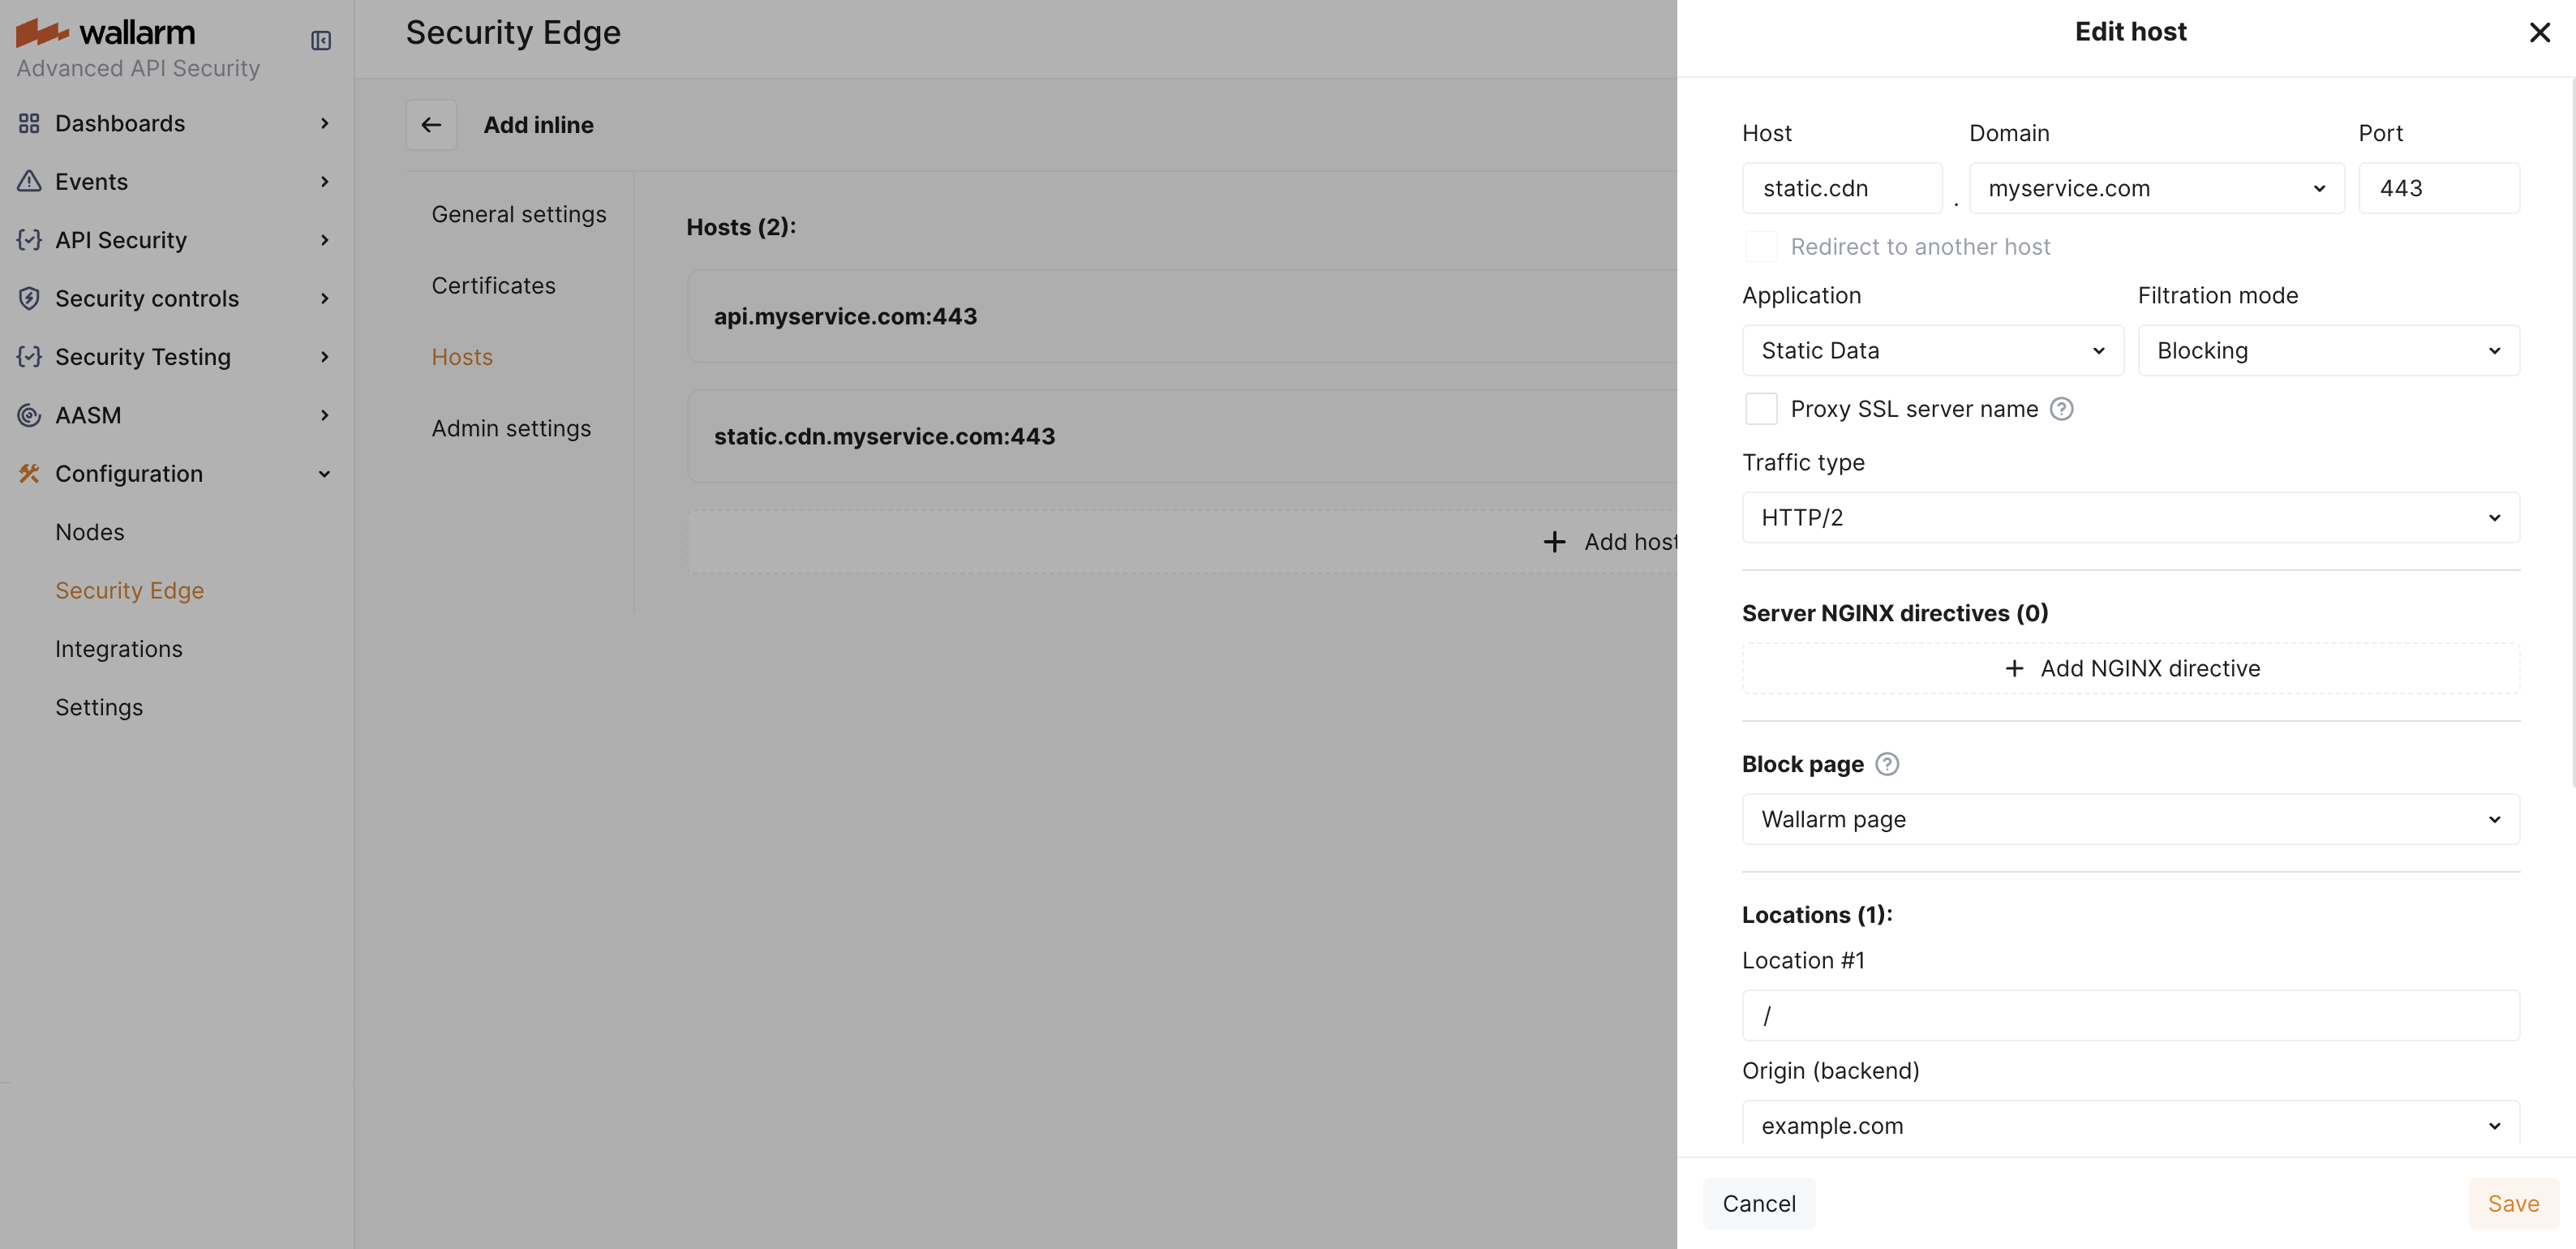 wallarm
Advanced API Security
Dashboards
Events
API Security
Security controls
Security Testing
AASM
Configuration
Nodes
Security Edge
Integrations
Settings
Security Edge
Add inline
General settings
Certificates
Hosts
Admin settings
Hosts (2):
api.myservice.com:443
static.cdn.myservice.com:443
+ Add host
Edit host
Host Domain Port
static.cdn . myservice.com 443
Redirect to another host
Application Filtration mode
Static Data Blocking
Proxy SSL server name ?
Traffic type
HTTP/2
Server NGINX directives (0)
+ Add NGINX directive
Block page ?
Wallarm page
Locations (1):
Location #1
/
Origin (backend)
example.com
Cancel Save